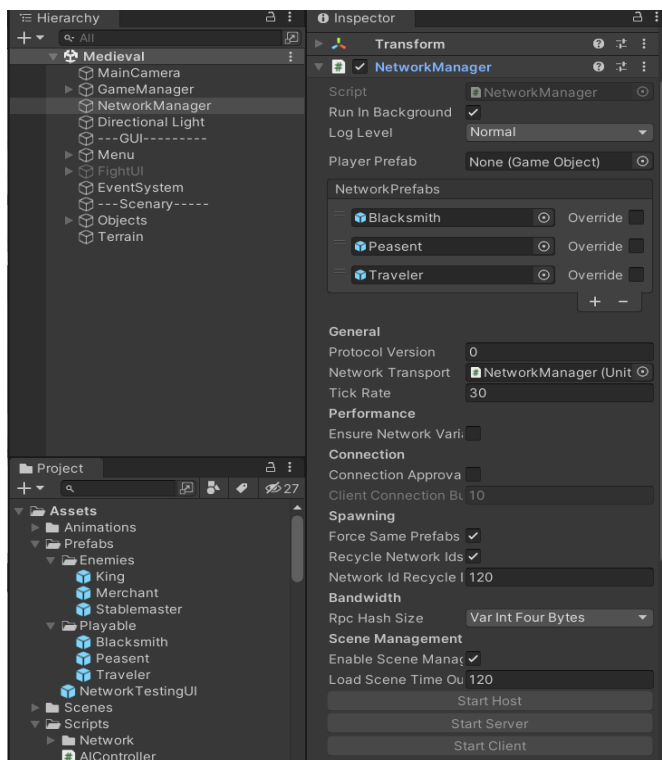 Hierarchy
All
Medieval
MainCamera
GameManager
NetworkManager
Directional Light
---GUI---------
Menu
FightUI
EventSystem
---Scenary-----
Objects
Terrain
Project
27
Assets
Animations
Prefabs
Enemies
King
Merchant
Stablemaster
Playable
Blacksmith
Peasent
Traveler
NetworkTestingUI
Scenes
Scripts
Network
AIController
Inspector
Transform
# NetworkManager
Script # NetworkManager
Run In Background
Log Level Normal
Player Prefab None (Game Object)
NetworkPrefabs
Blacksmith Override
Peasent Override
Traveler Override
+ −
General
Protocol Version 0
Network Transport # NetworkManager (Unit
Tick Rate 30
Performance
Ensure Network Varia
Connection
Connection Approva
Client Connection Bu 10
Spawning
Force Same Prefabs
Recycle Network Ids
Network Id Recycle I 120
Bandwidth
Rpc Hash Size Var Int Four Bytes
Scene Management
Enable Scene Manag
Load Scene Time Ou 120
Start Host
Start Server
Start Client